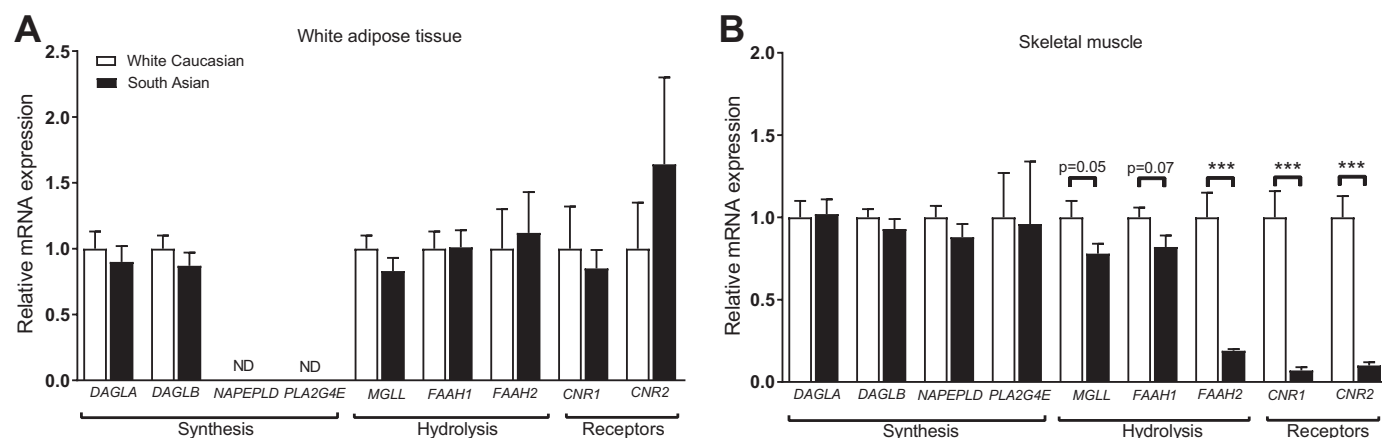 A
White adipose tissue
2.5
2.0
1.5
1.0
0.5
0.0
Relative mRNA expression
White Caucasian
South Asian
ND
ND
DAGLA DAGLB NAPEPLD PLA2G4E MGLL FAAH1 FAAH2 CNR1 CNR2
Synthesis Hydrolysis Receptors
B
Skeletal muscle
2.0
1.5
1.0
0.5
0.0
Relative mRNA expression
p=0.05 p=0.07 *** *** ***
DAGLA DAGLB NAPEPLD PLA2G4E MGLL FAAH1 FAAH2 CNR1 CNR2
Synthesis Hydrolysis Receptors